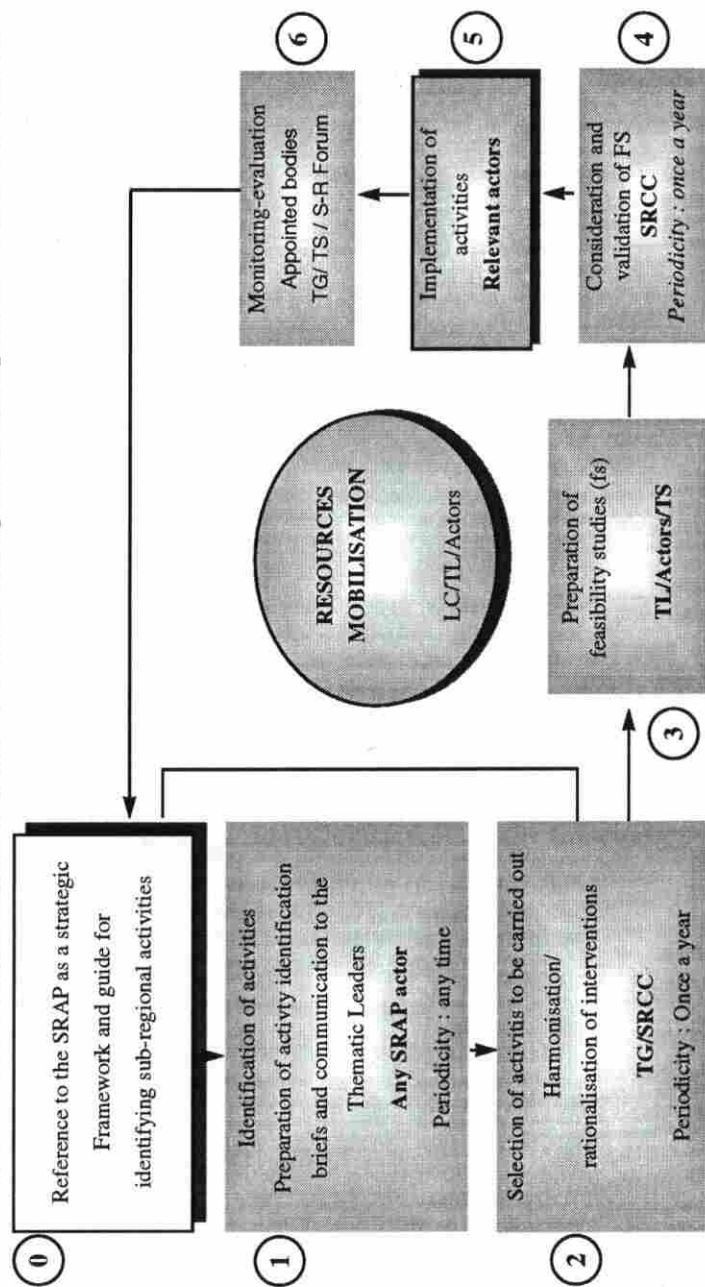 0
Reference to the SRAP as a strategic
Framework and guide for
identifying sub-regional activities
1
Identification of activities
Preparation of activty identification
briefs and communication to the
Thematic Leaders
Any SRAP actor
Periodicity : any time
2
Selection of activitis to be carried out
Harmonisation/
rationalisation of interventions
TG/SRCC
Periodicity : Once a year
3
Preparation of
feasibility studies (fs)
TL/Actors/TS
RESOURCES
MOBILISATION
LC/TL/Actors
4
Consideration and
validation of FS
SRCC
Periodicity : once a year
5
Implementation of
activities
Relevant actors
6
Monitoring-evaluation
Appointed bodies
TG/ TS / S-R Forum